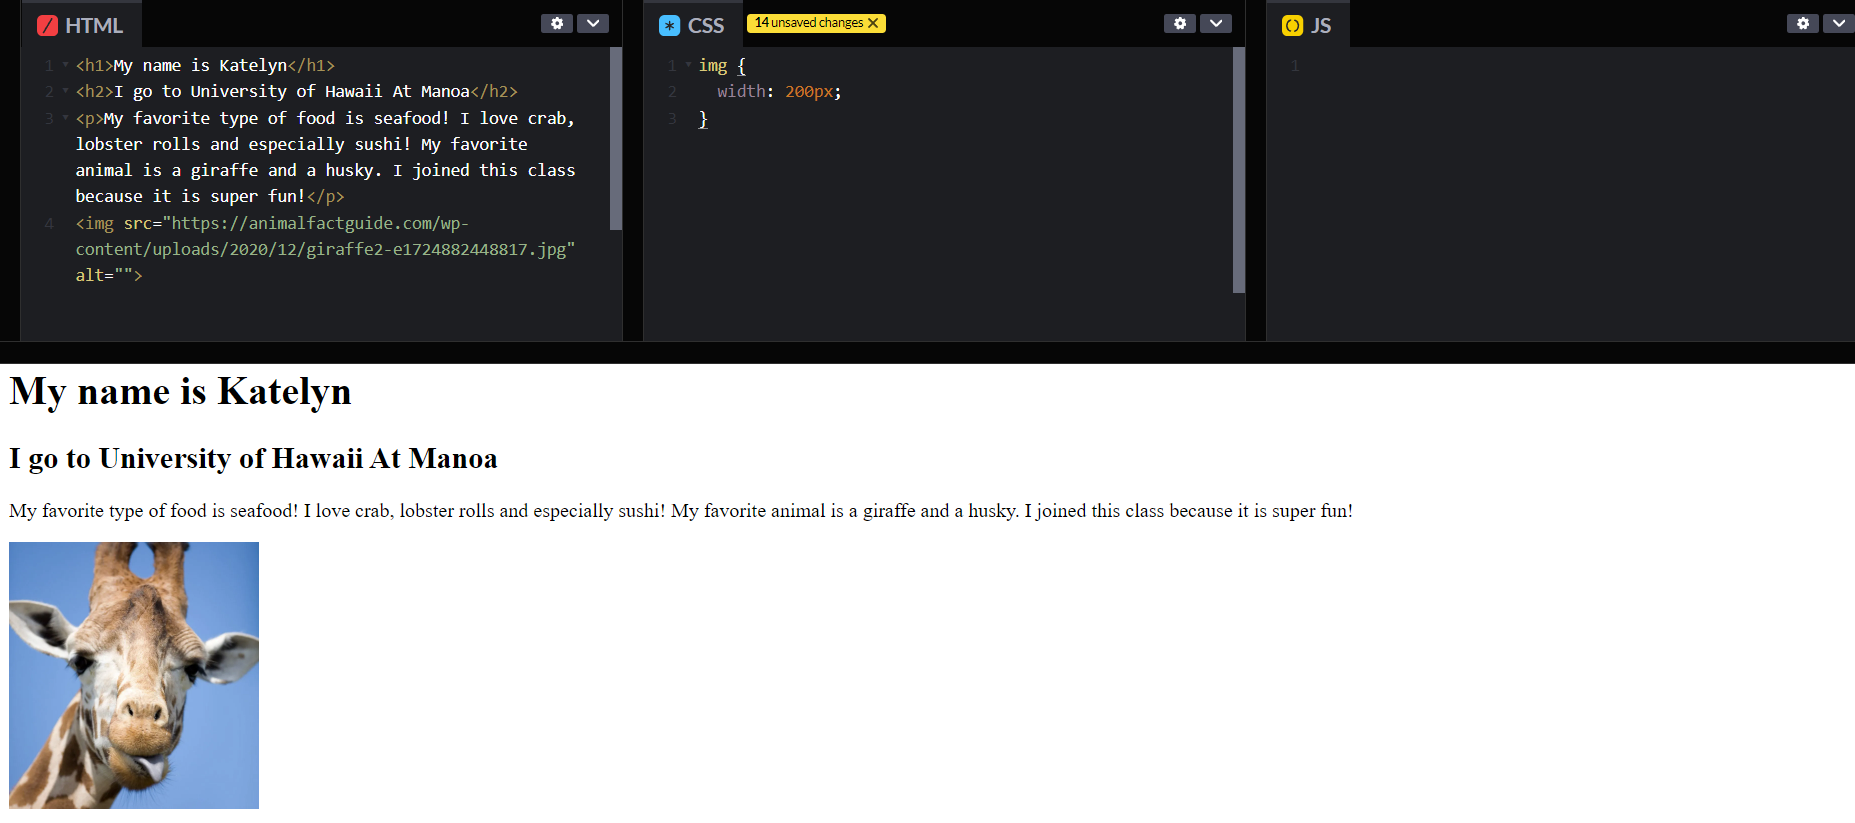 HTML
1 <h1>My name is Katelyn</h1>
2 <h2>I go to University of Hawaii At Manoa</h2>
3 <p>My favorite type of food is seafood! I love crab,
lobster rolls and especially sushi! My favorite
animal is a giraffe and a husky. I joined this class
because it is super fun!</p>
4 <img src="https://animalfactguide.com/wp-
content/uploads/2020/12/giraffe2-e1724882448817.jpg"
alt="">
CSS 14 unsaved changes
1 img {
2 width: 200px;
3 }
JS
1
My name is Katelyn
I go to University of Hawaii At Manoa
My favorite type of food is seafood! I love crab, lobster rolls and especially sushi! My favorite animal is a giraffe and a husky. I joined this class because it is super fun!